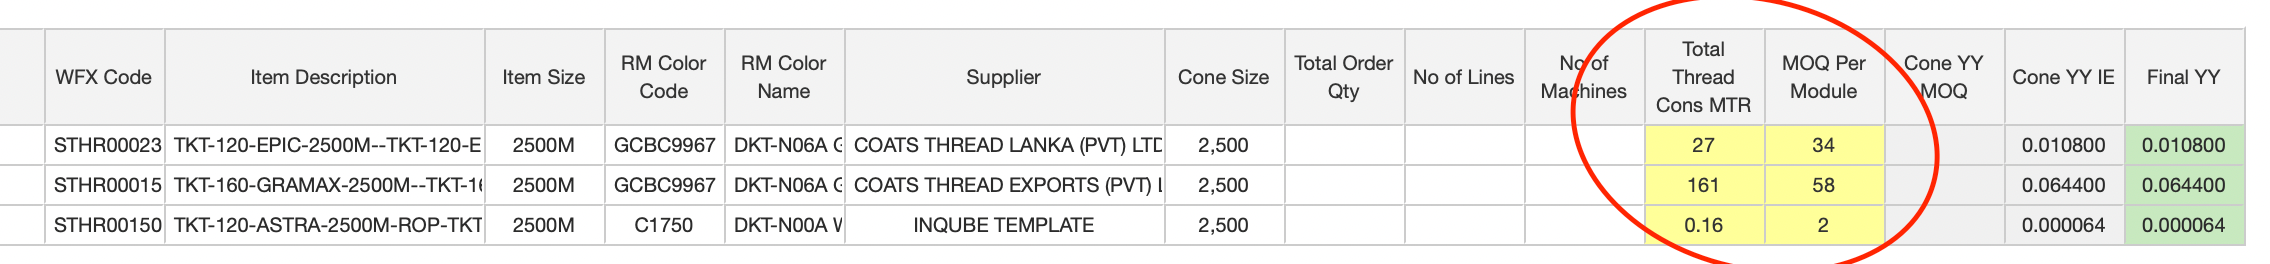 WFX Code Item Description Item Size RM Color Code RM Color Name Supplier Cone Size Total Order Qty No of Lines No of Machines Total Thread Cons MTR MOQ Per Module Cone YY MOQ Cone YY IE Final YY
STHR00023 TKT-120-EPIC-2500M--TKT-120-E 2500M GCBC9967 DKT-N06A COATS THREAD LANKA (PVT) LTD 2,500 27 34 0.010800 0.010800
STHR00015 TKT-160-GRAMAX-2500M--TKT-16 2500M GCBC9967 DKT-N06A COATS THREAD EXPORTS (PVT) 2,500 161 58 0.064400 0.064400
STHR00150 TKT-120-ASTRA-2500M-ROP-TKT 2500M C1750 DKT-N00A INQUBE TEMPLATE 2,500 0.16 2 0.000064 0.000064